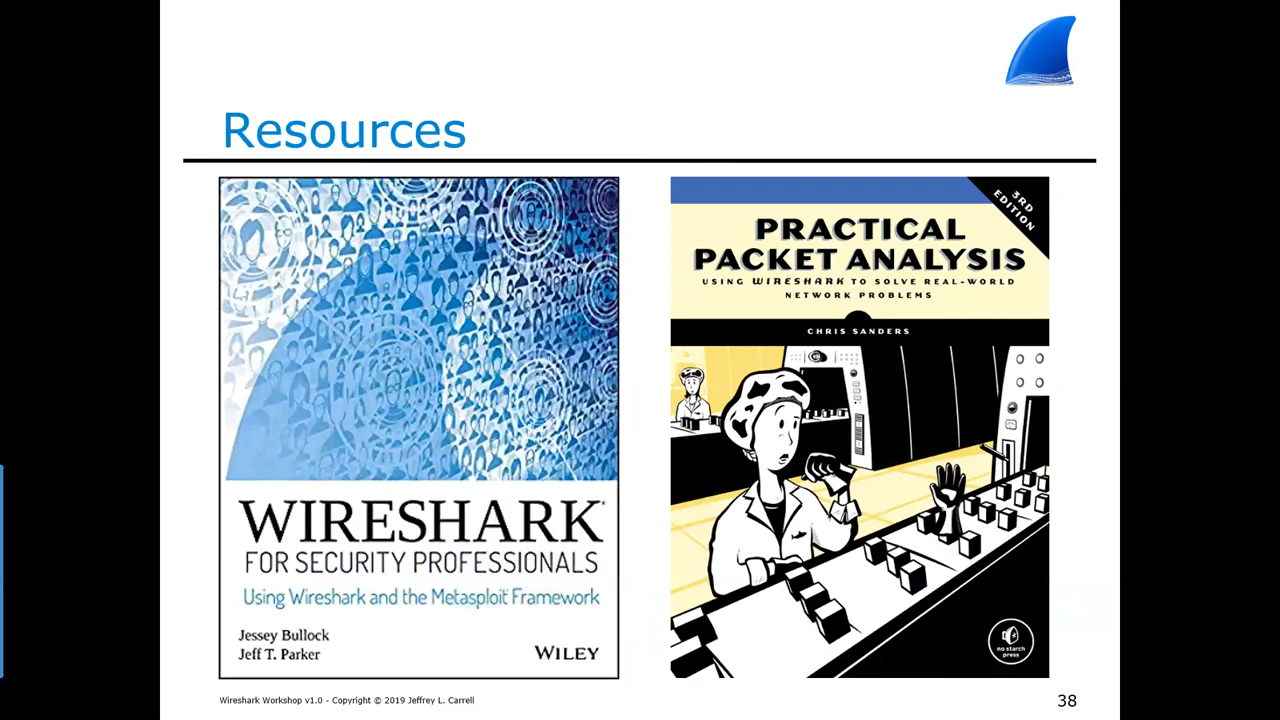 Resources
WIRESHARK®
FOR SECURITY PROFESSIONALS
Using Wireshark and the Metasploit Framework
Jessey Bullock
Jeff T. Parker
WILEY
3RD
EDITION
PRACTICAL
PACKET ANALYSIS
USING WIRESHARK TO SOLVE REAL-WORLD
NETWORK PROBLEMS
CHRIS SANDERS
no starch
press
Wireshark Workshop v1.0 - Copyright © 2019 Jeffrey L. Carrell
38